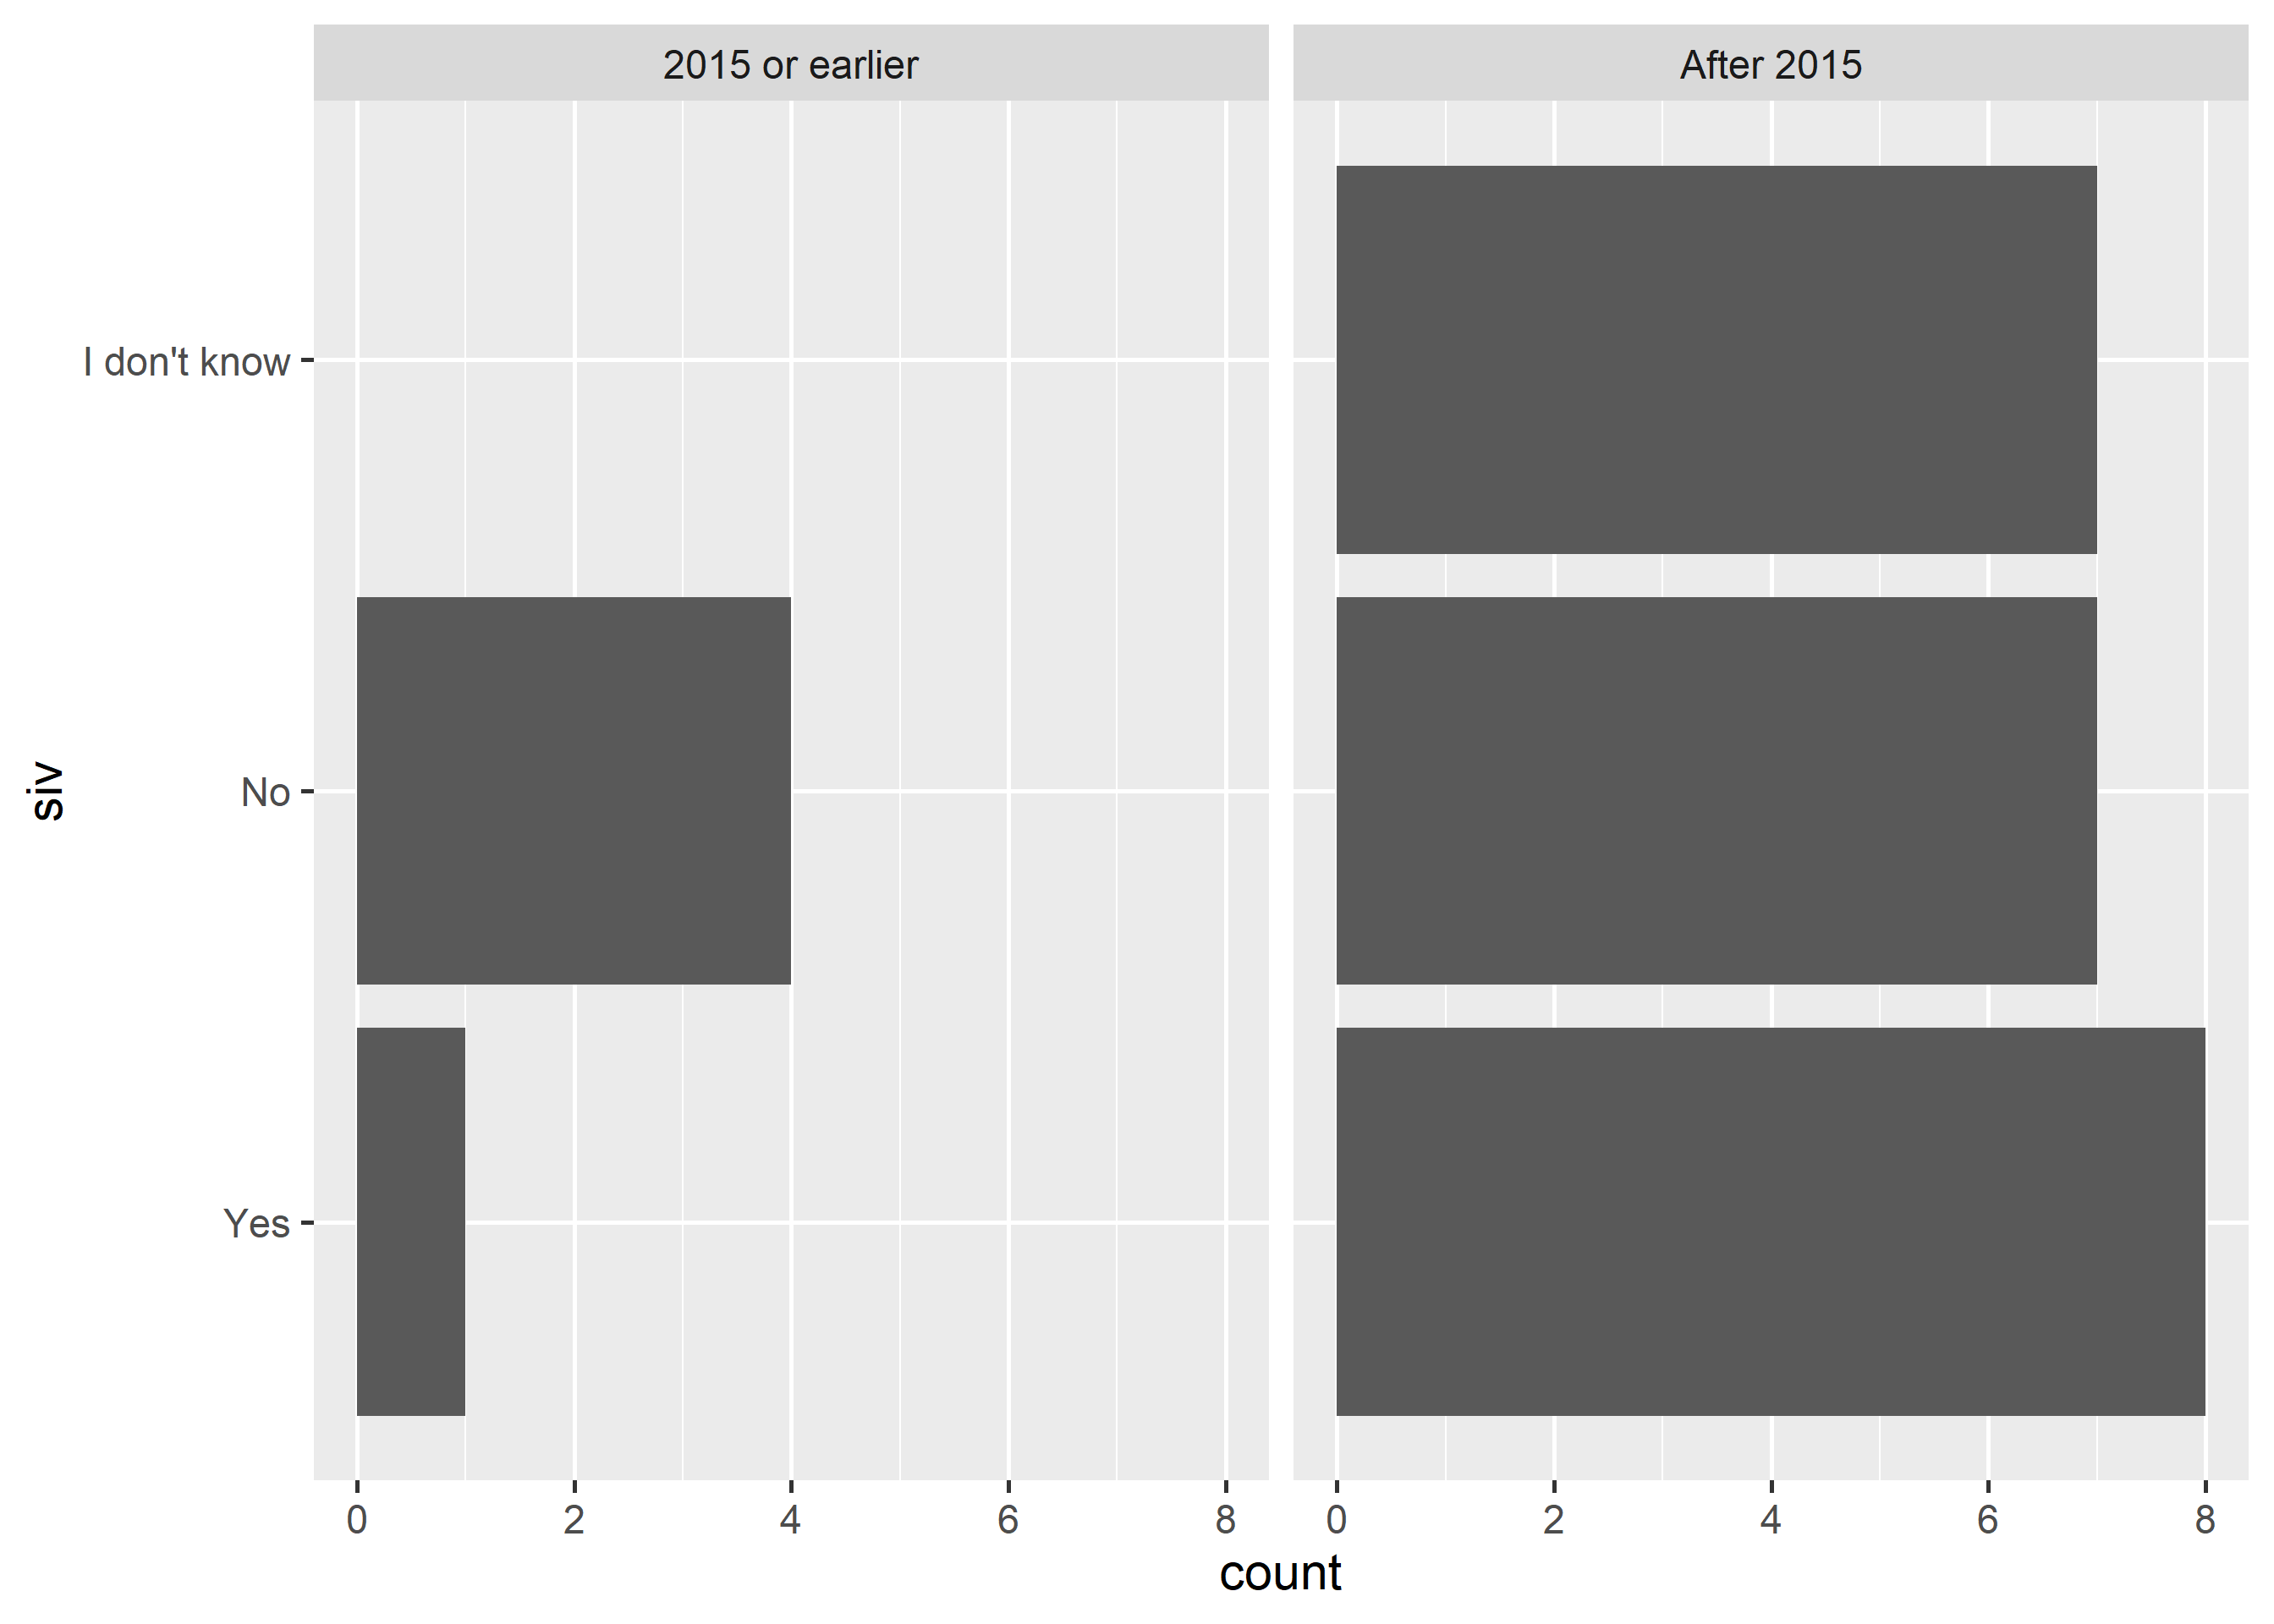 2015 or earlier
After 2015
I don't know
No
Yes
siv
0 2 4 6 8
0 2 4 6 8
count